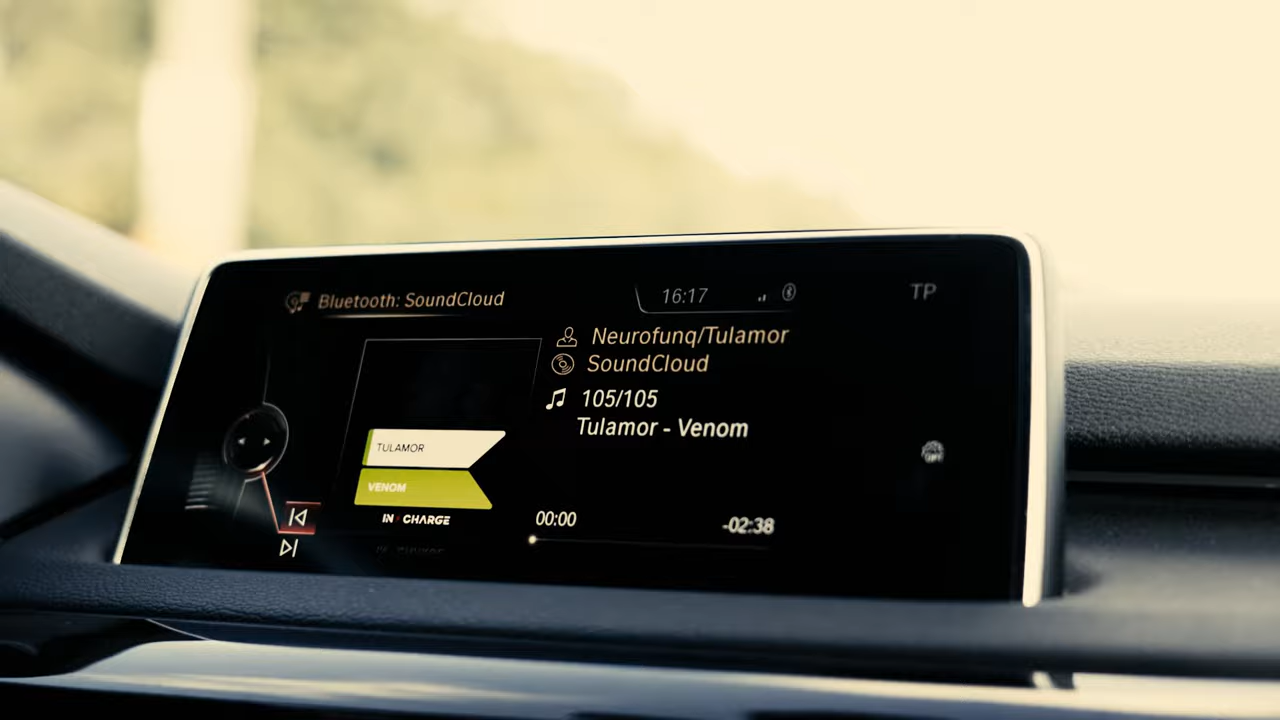 Bluetooth: SoundCloud
16:17
TP
Neurofunq/Tulamor
SoundCloud
105/105
Tulamor - Venom
TULAMOR
VENOM
IN CHARGE
00:00
-02:38